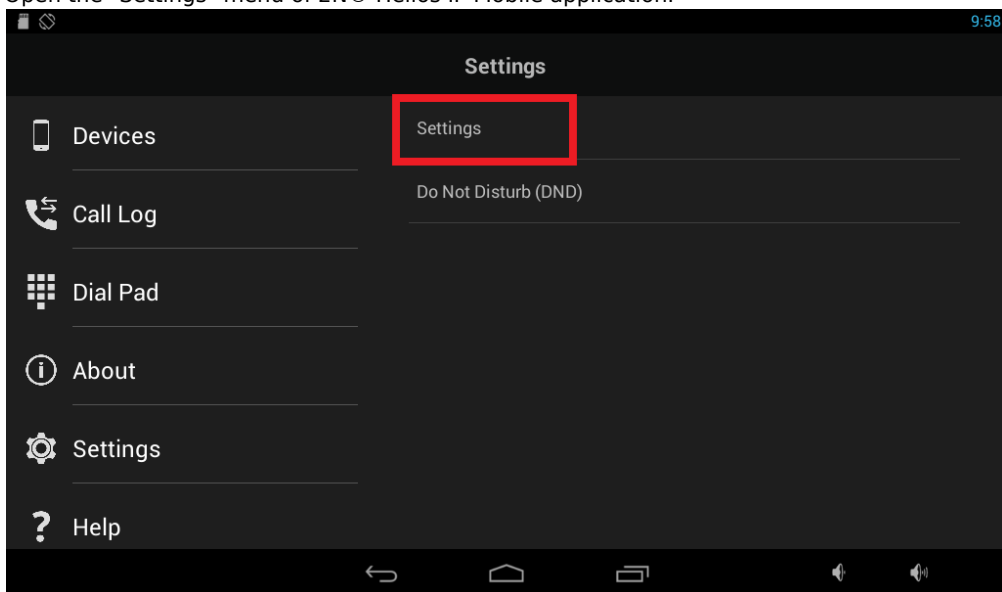 Open the "Settings" menu of 2N® Helios IP Mobile application.
9:58
Settings
Devices
Call Log
Dial Pad
About
Settings
Help
Settings
Do Not Disturb (DND)